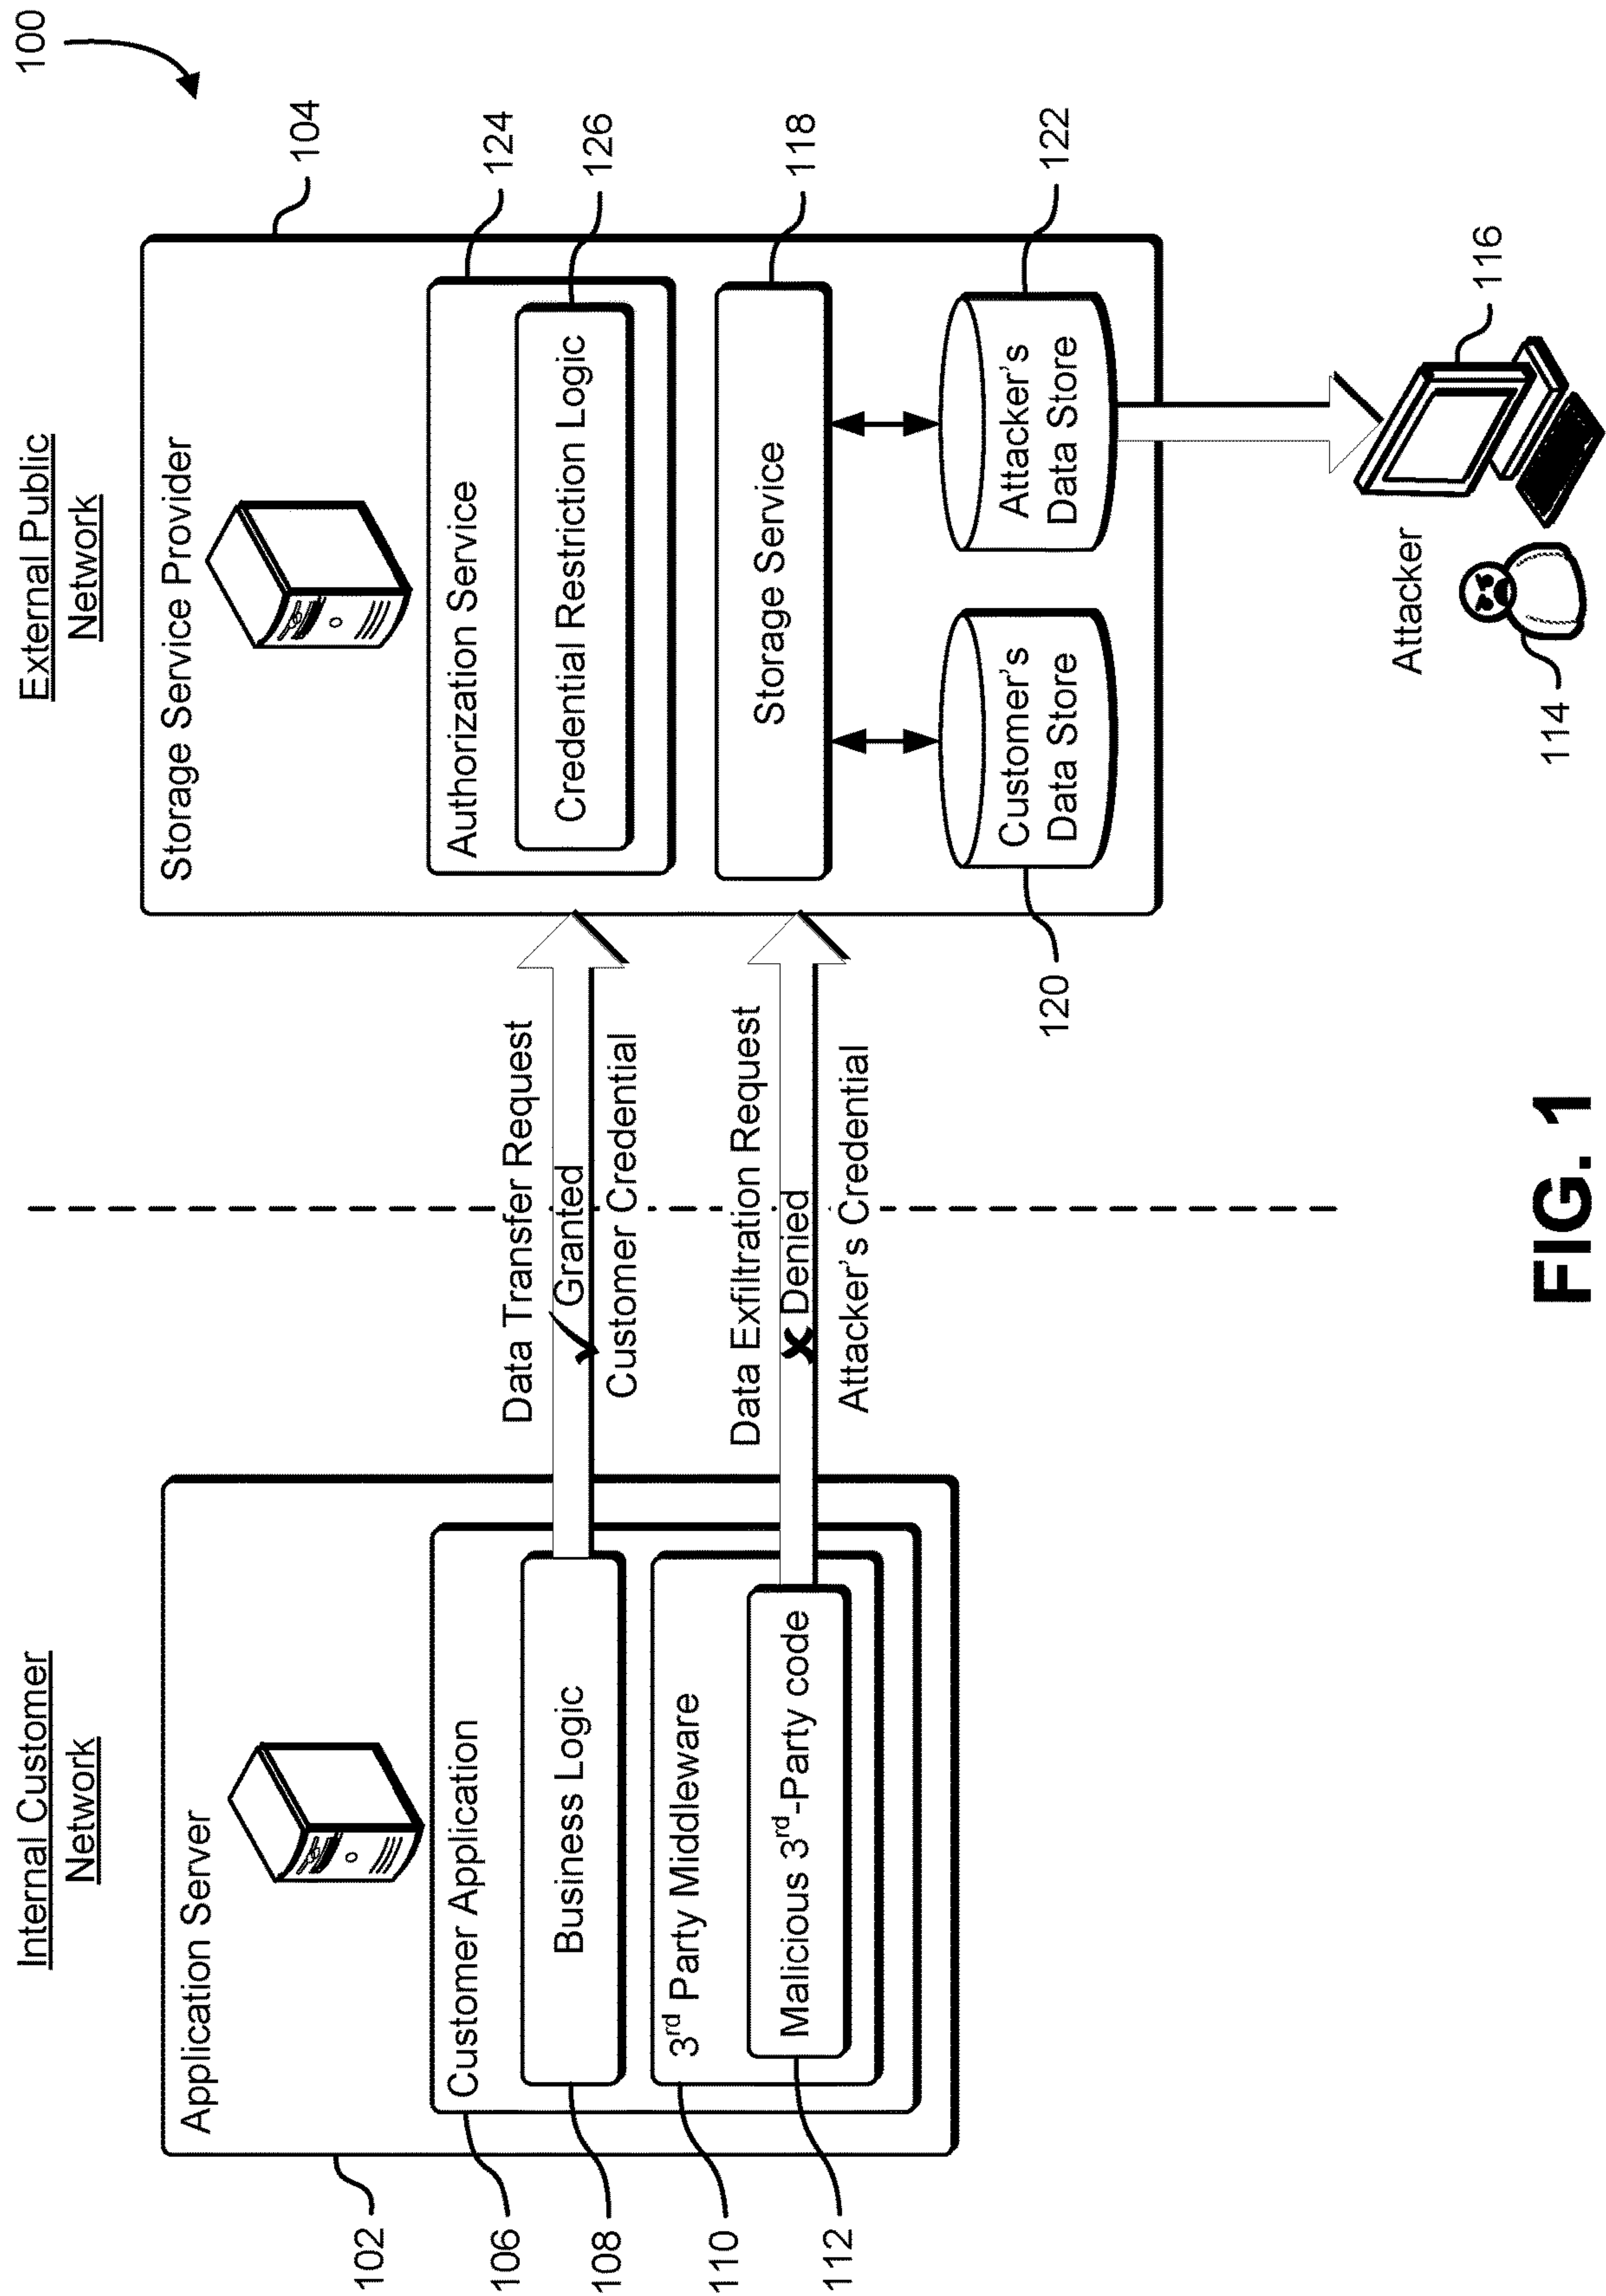 100
Internal Customer
Network
External Public
Network
Application Server
102
Customer Application
106
Business Logic
108
3rd Party Middleware
110
Malicious 3rd-Party code
112
Data Transfer Request
Granted
Customer Credential
Data Exfiltration Request
Denied
Attacker's Credential
Storage Service Provider
104
Authorization Service
124
Credential Restriction Logic
126
Storage Service
118
Customer's
Data Store
120
Attacker's
Data Store
122
Attacker
114
116
FIG. 1